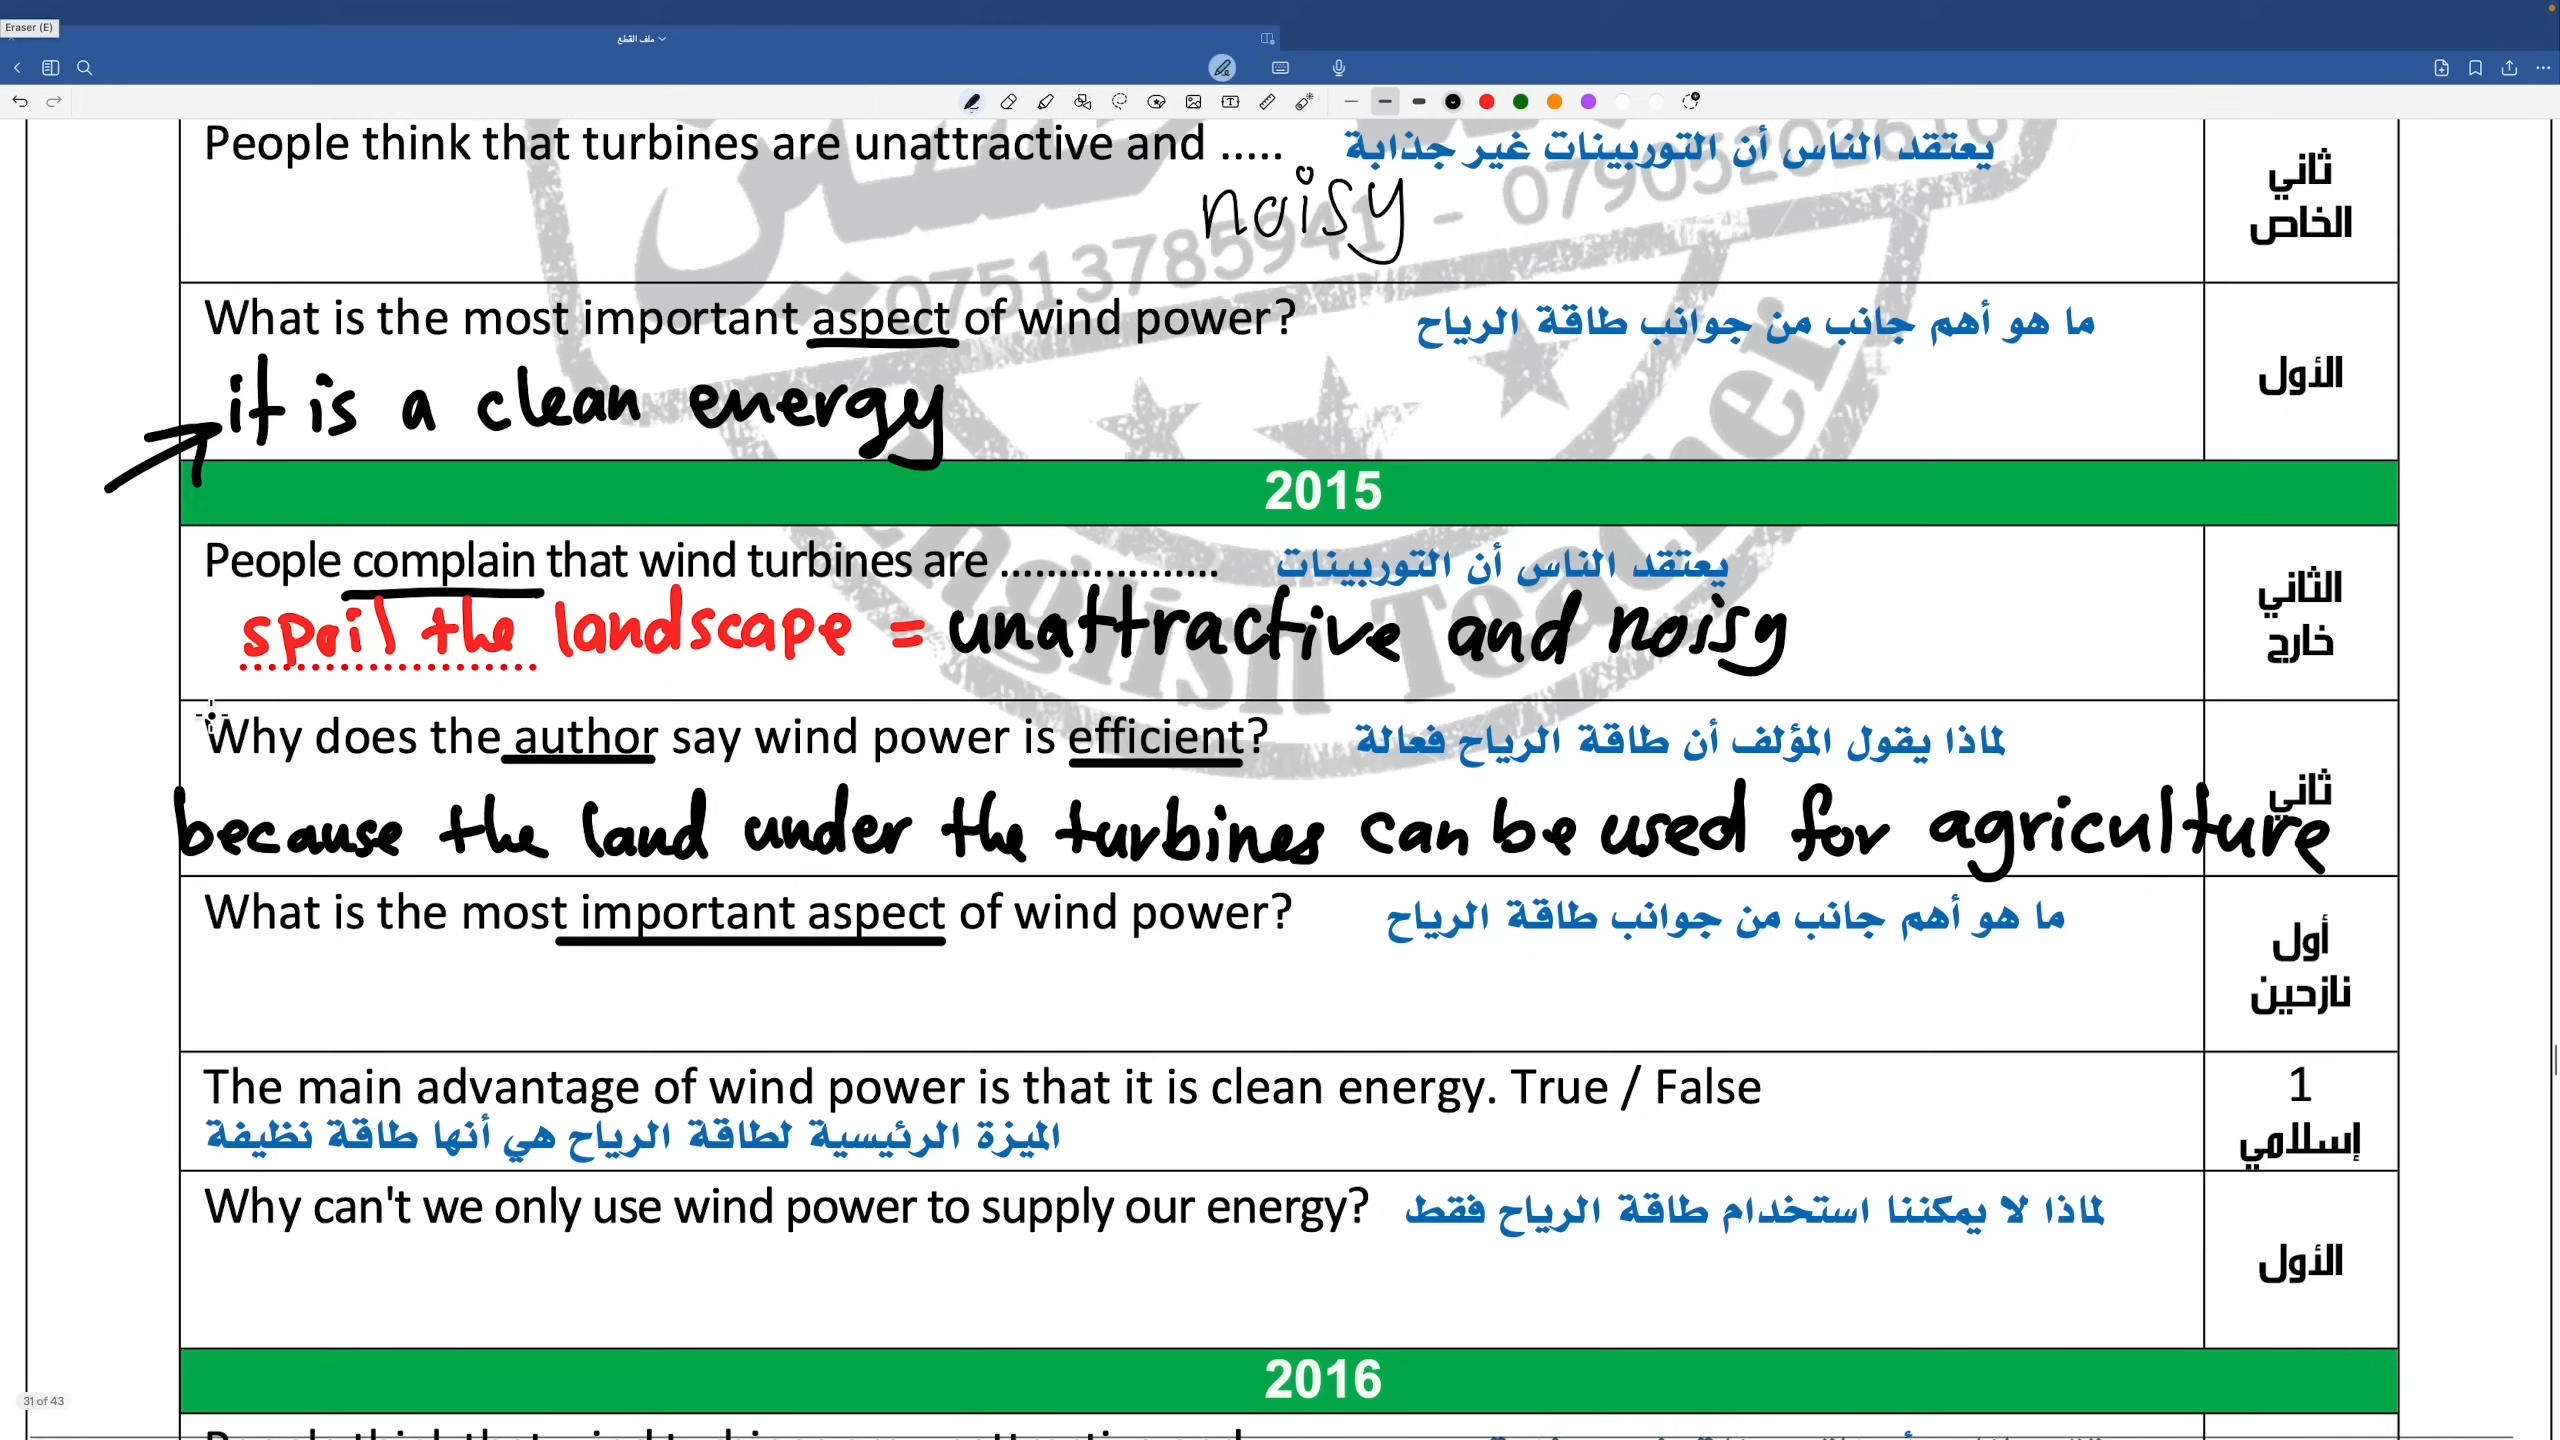 Eraser (E)
ملف القطع
People think that turbines are unattractive and ..... يعتقد الناس أن التوربينات غير جذابة
ثاني
الخاص
noisy
07513785941 - 07905202610
What is the most important aspect of wind power? ما هو أهم جانب من جوانب طاقة الرياح
الأول
it is a clean energy
2015
People complain that wind turbines are ................... يعتقد الناس أن التوربينات
الثاني
خارج
spoil the landscape = unattractive and noisy
English Teacher
Why does the author say wind power is efficient? لماذا يقول المؤلف أن طاقة الرياح فعالة
ثاني
because the land under the turbines can be used for agriculture
What is the most important aspect of wind power? ما هو أهم جانب من جوانب طاقة الرياح
أول
نازحين
The main advantage of wind power is that it is clean energy. True / False
الميزة الرئيسية لطاقة الرياح هي أنها طاقة نظيفة
1
إسلامي
Why can't we only use wind power to supply our energy? لماذا لا يمكننا استخدام طاقة الرياح فقط
الأول
2016
31 of 43